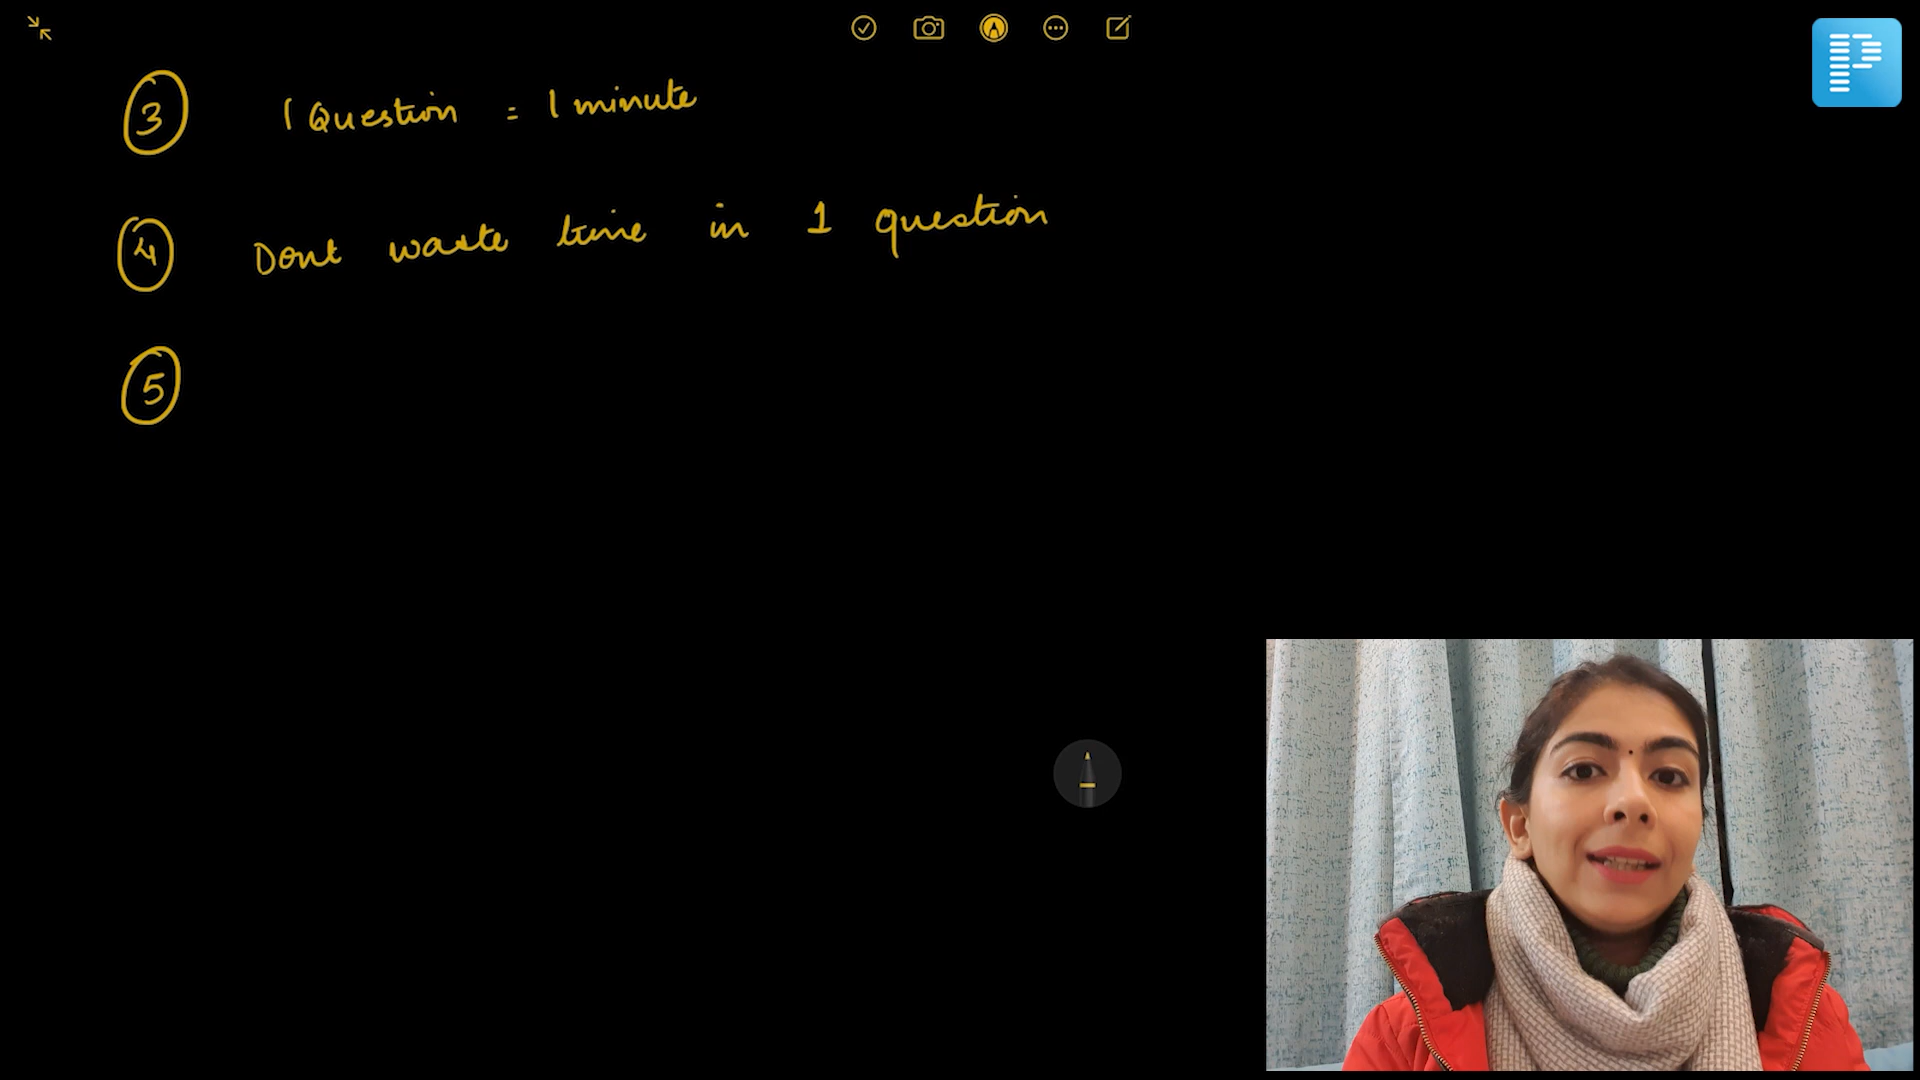 3 1 Question = 1 minute
4 Dont waste time in 1 question
5